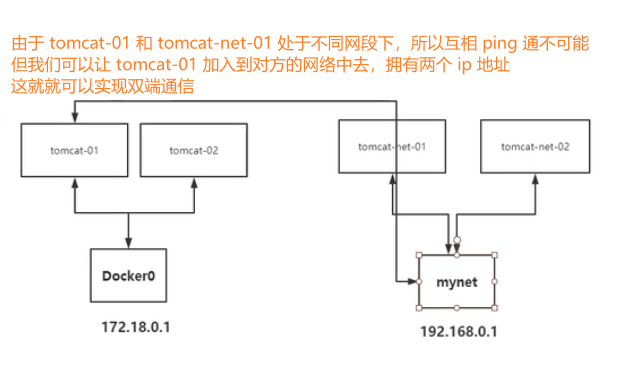 由于 tomcat-01 和 tomcat-net-01 处于不同网段下，所以互相 ping 通不可能
但我们可以让 tomcat-01 加入到对方的网络中去，拥有两个 ip 地址
这就就可以实现双端通信
tomcat-01
tomcat-02
tomcat-net-01
tomcat-net-02
Docker0
mynet
172.18.0.1
192.168.0.1